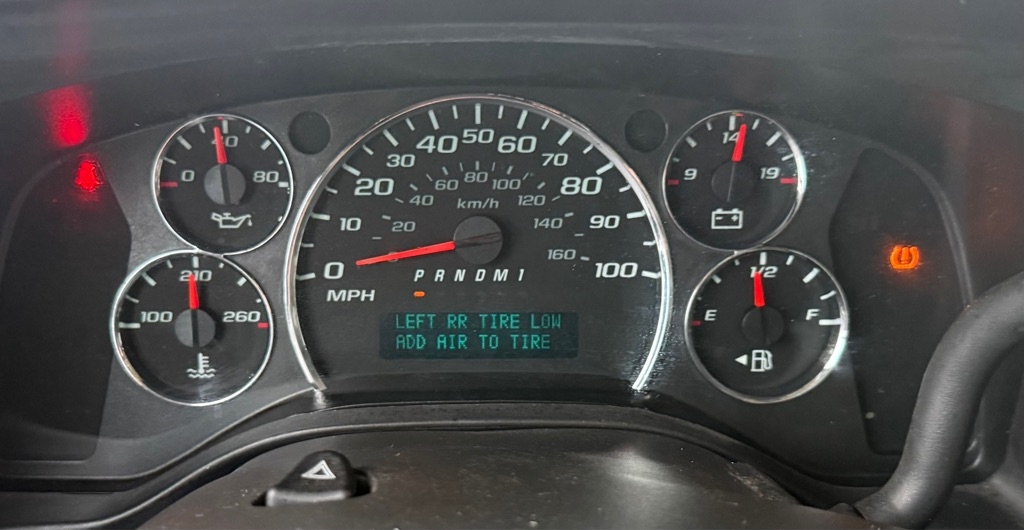 0 40 80
9 14 19
0 10 20 30 40 50 60 70 80 90 100
20 40 60 80 100 120 140 160
km/h
P R N D M 1
MPH
LEFT RR TIRE LOW
ADD AIR TO TIRE
100 210 260
E 1/2 F